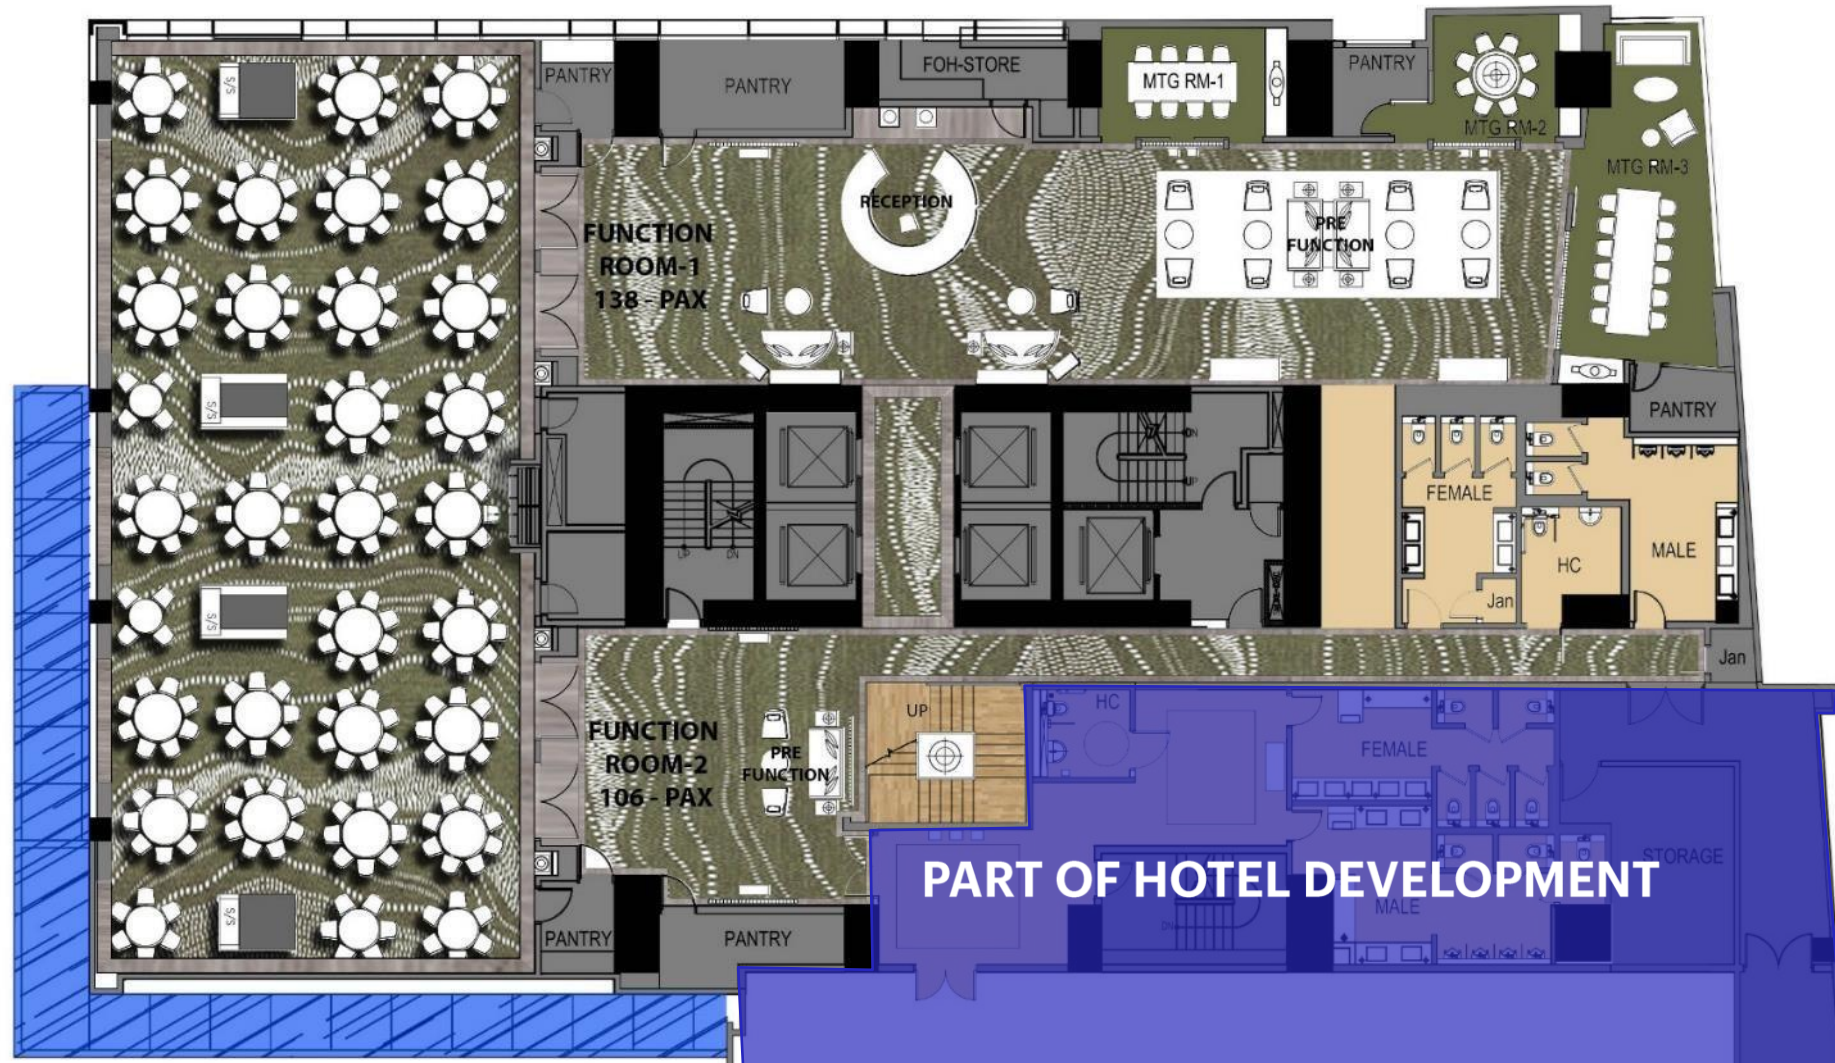 PANTRY
PANTRY
FOH-STORE
MTG RM-1
PANTRY
MTG RM-2
MTG RM-3
S/S
FUNCTION
ROOM-1
138 - PAX
RECEPTION
PRE
FUNCTION
S/S
PANTRY
FEMALE
HC
MALE
Jan
UP
DN
S/S
Jan
FUNCTION
ROOM-2
106 - PAX
PRE
FUNCTION
UP
HC
FEMALE
STORAGE
PART OF HOTEL DEVELOPMENT
MALE
DN
S/S
PANTRY
PANTRY